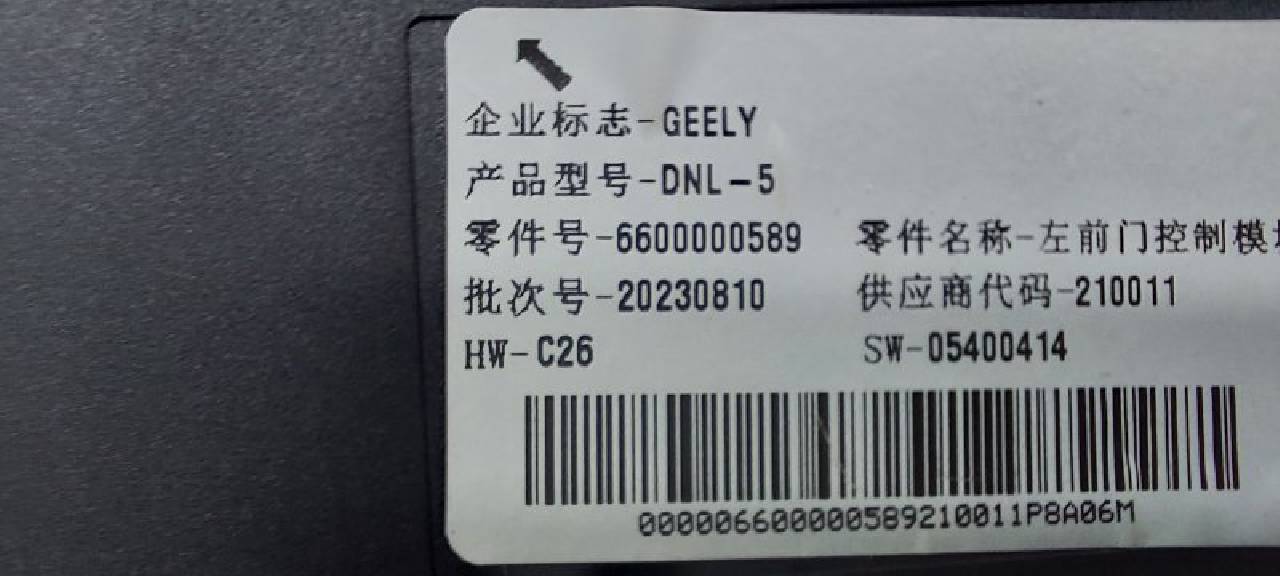 企业标志-GEELY
产品型号-DNL-5
零件号-6600000589 零件名称-左前门控制模
批次号-20230810 供应商代码-210011
HW-C26 SW-05400414
0000066000000589210011P8A06M